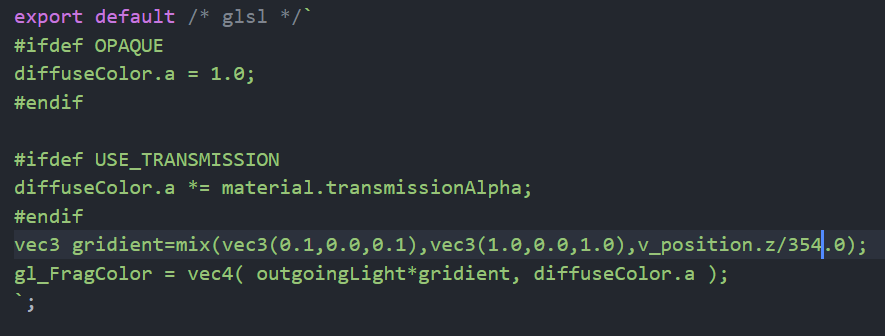 export default /* glsl */`
#ifdef OPAQUE
diffuseColor.a = 1.0;
#endif
#ifdef USE_TRANSMISSION
diffuseColor.a *= material.transmissionAlpha;
#endif
vec3 gridient=mix(vec3(0.1,0.0,0.1),vec3(1.0,0.0,1.0),v_position.z/354.0);
gl_FragColor = vec4( outgoingLight*gridient, diffuseColor.a );
`;